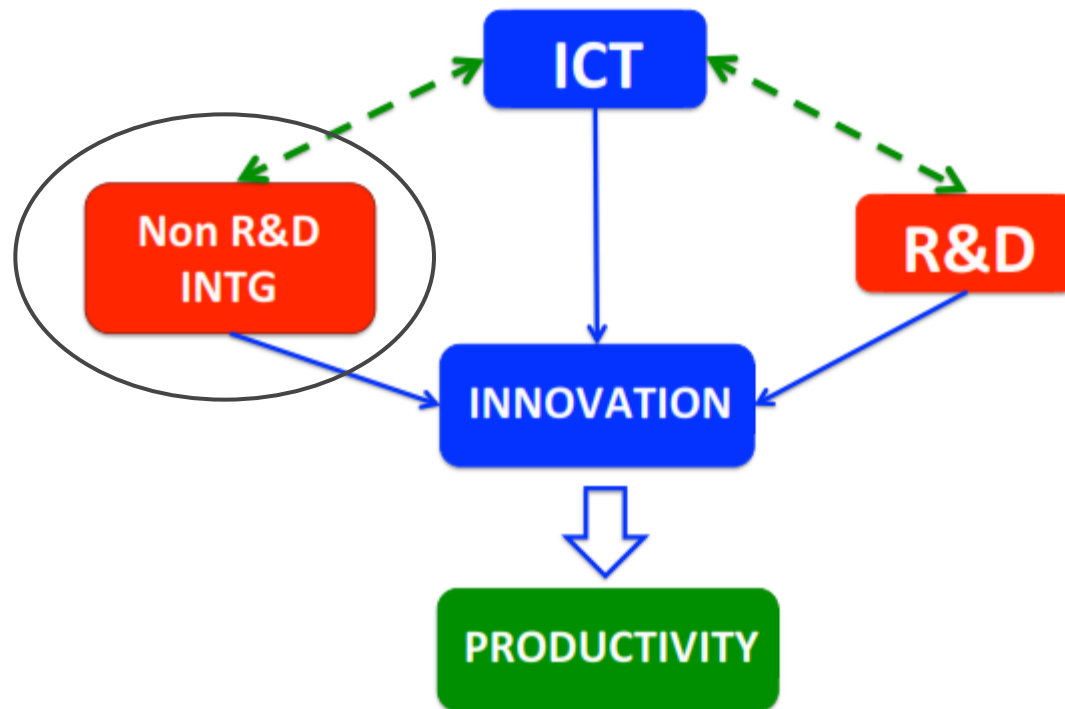 ICT
Non R&D
INTG
R&D
INNOVATION
PRODUCTIVITY